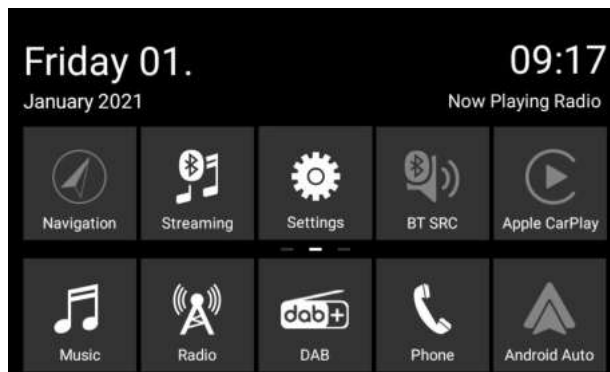 Friday 01.
09:17
January 2021
Now Playing Radio
Navigation
Streaming
Settings
BT SRC
Apple CarPlay
dab+
Music
Radio
DAB
Phone
Android Auto